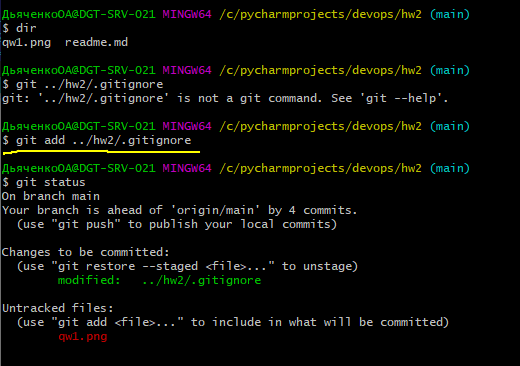 ДьяченкоОА@DGT-SRV-021 MINGW64 /c/pycharmprojects/devops/hw2 (main)
$ dir
qw1.png  readme.md
ДьяченкоОА@DGT-SRV-021 MINGW64 /c/pycharmprojects/devops/hw2 (main)
$ git ../hw2/.gitignore
git: '../hw2/.gitignore' is not a git command. See 'git --help'.
ДьяченкоОА@DGT-SRV-021 MINGW64 /c/pycharmprojects/devops/hw2 (main)
$ git add ../hw2/.gitignore
ДьяченкоОА@DGT-SRV-021 MINGW64 /c/pycharmprojects/devops/hw2 (main)
$ git status
On branch main
Your branch is ahead of 'origin/main' by 4 commits.
  (use "git push" to publish your local commits)
Changes to be committed:
  (use "git restore --staged <file>..." to unstage)
        modified:   ../hw2/.gitignore
Untracked files:
  (use "git add <file>..." to include in what will be committed)
        qw1.png